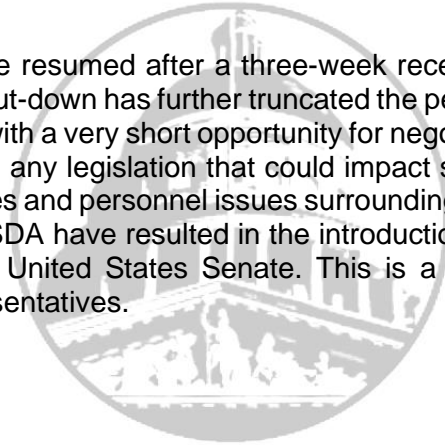 e resumed after a three-week rece
ut-down has further truncated the pe
with a very short opportunity for nego
any legislation that could impact s
es and personnel issues surrounding
SDA have resulted in the introductio
United States Senate. This is a
sentatives.